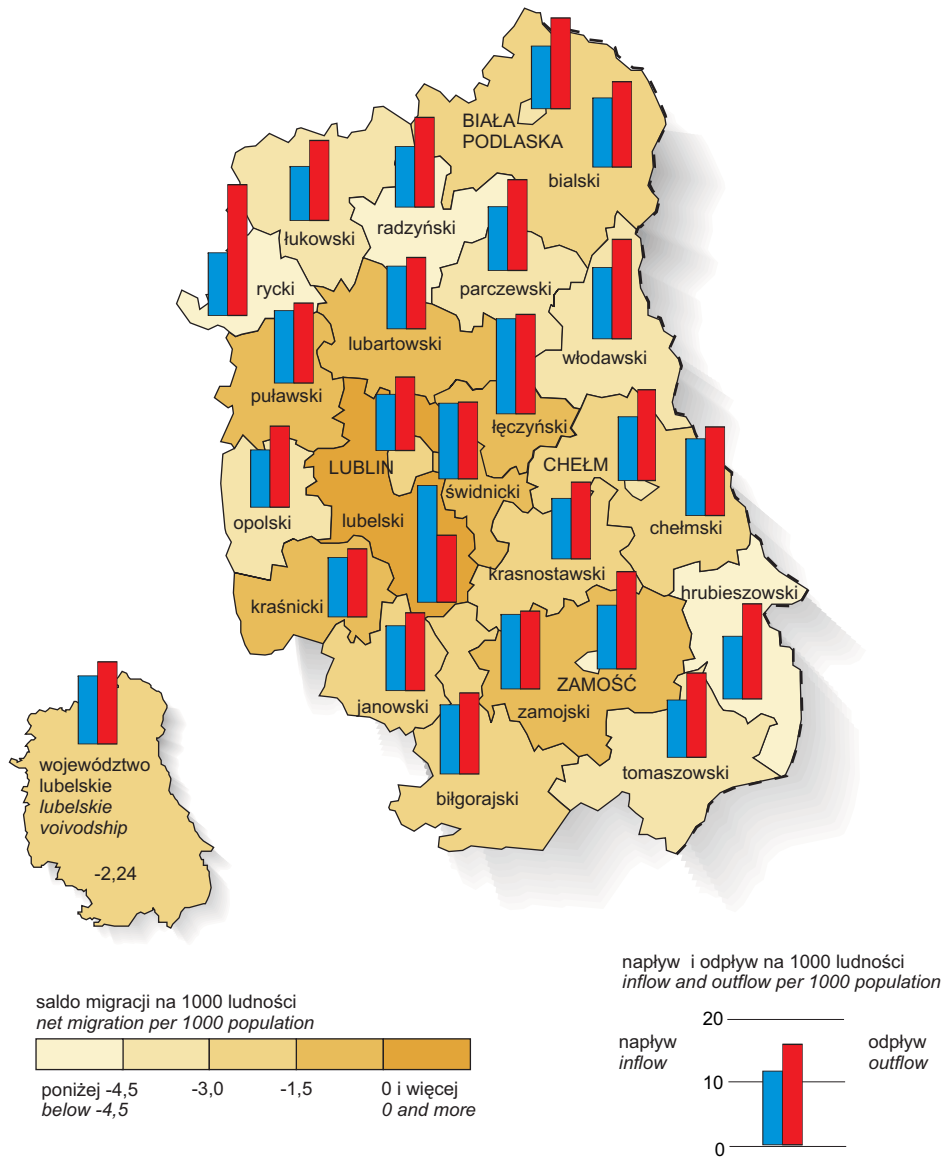 BIAŁA
PODLASKA
bialski
łukowski
radzyński
rycki
parczewski
lubartowski
włodawski
puławski
łęczyński
LUBLIN
CHEŁM
świdnicki
opolski
lubelski
chełmski
krasnostawski
kraśnicki
hrubieszowski
ZAMOŚĆ
janowski
zamojski
tomaszowski
biłgorajski
województwo
lubelskie
lubelskie
voivodship
-2,24
saldo migracji na 1000 ludności
net migration per 1000 population
poniżej -4,5 -3,0 -1,5 0 i więcej
below -4,5 0 and more
napływ i odpływ na 1000 ludności
inflow and outflow per 1000 population
20
napływ odpływ
inflow outflow
10
0